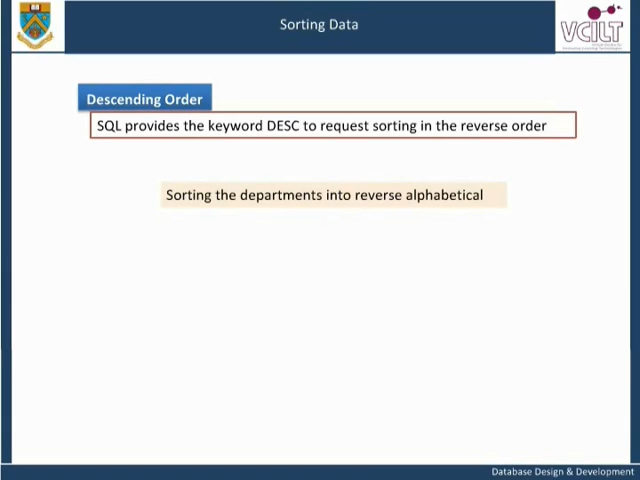 Sorting Data
VCILT
Descending Order
SQL provides the keyword DESC to request sorting in the reverse order
Sorting the departments into reverse alphabetical
Database Design & Development